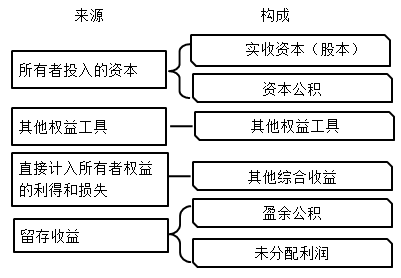 来源
构成
所有者投入的资本
实收资本（股本）
资本公积
其他权益工具
其他权益工具
直接计入所有者权益
的利得和损失
其他综合收益
留存收益
盈余公积
未分配利润